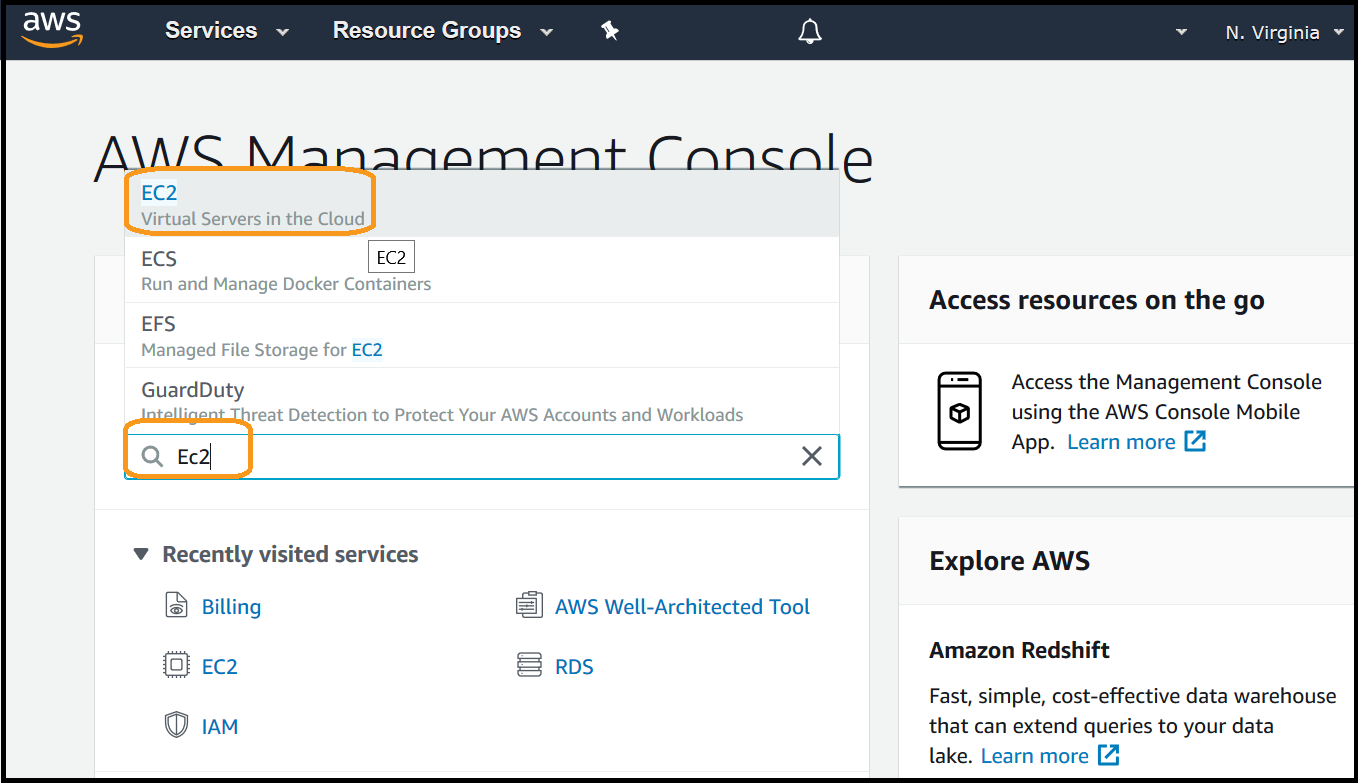 aws
Services
Resource Groups
N. Virginia
AWS Management Console
EC2
Virtual Servers in the Cloud
EC2
ECS
Run and Manage Docker Containers
EFS
Managed File Storage for EC2
GuardDuty
Intelligent Threat Detection to Protect Your AWS Accounts and Workloads
Ec2
Recently visited services
Billing
AWS Well-Architected Tool
EC2
RDS
IAM
Access resources on the go
Access the Management Console
using the AWS Console Mobile
App. Learn more
Explore AWS
Amazon Redshift
Fast, simple, cost-effective data warehouse
that can extend queries to your data
lake. Learn more